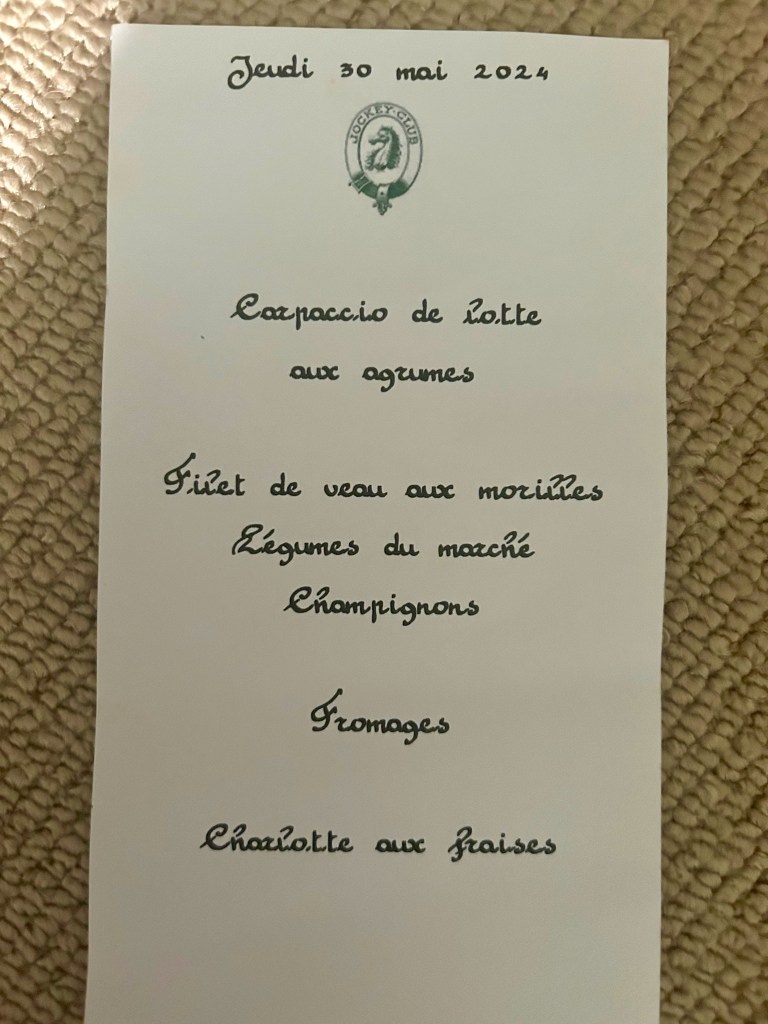 Jeudi 30 mai 2024
JOCKEY-CLUB
Carpaccio de lotte
aux agrumes
Filet de veau aux morilles
Légumes du marché
Champignons
Fromages
Charlotte aux fraises